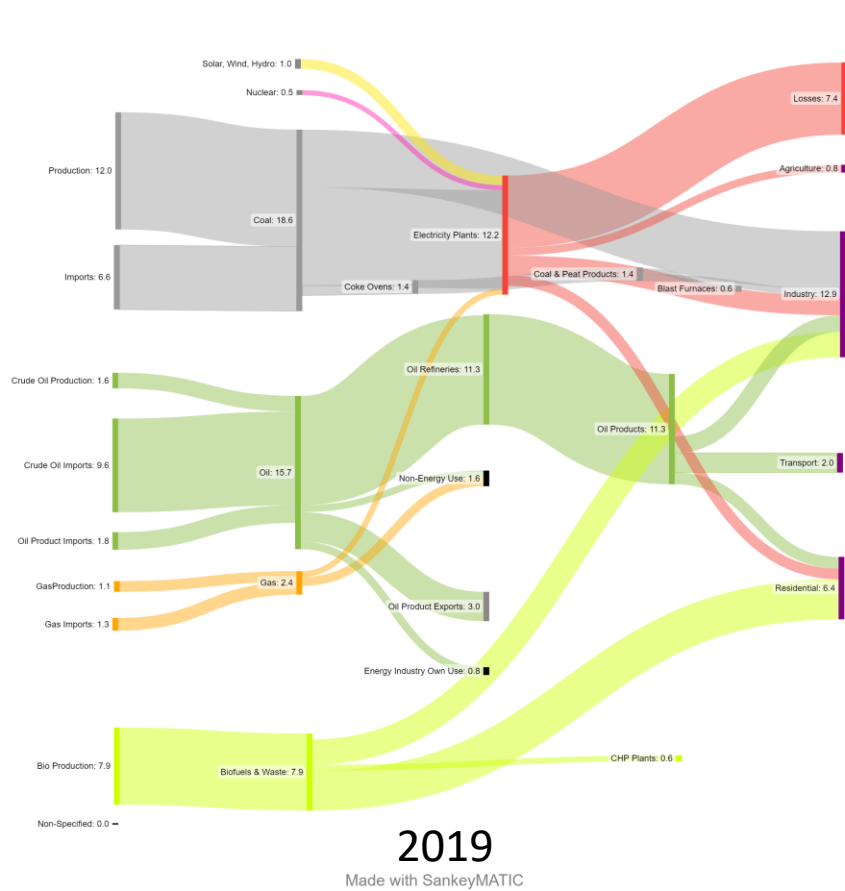 Solar, Wind, Hydro: 1.0
Nuclear: 0.5
Losses: 7.4
Production: 12.0
Agriculture: 0.8
Coal: 18.6
Electricity Plants: 12.2
Imports: 6.6
Coke Ovens: 1.4
Coal & Peat Products: 1.4
Blast Furnaces: 0.6
Industry: 12.9
Crude Oil Production: 1.6
Oil Refineries: 11.3
Oil Products: 11.3
Crude Oil Imports: 9.6
Oil: 15.7
Transport: 2.0
Non-Energy Use: 1.6
Oil Product Imports: 1.8
GasProduction: 1.1
Gas: 2.4
Residential: 6.4
Oil Product Exports: 3.0
Gas Imports: 1.3
Energy Industry Own Use: 0.8
CHP Plants: 0.6
Bio Production: 7.9
Biofuels & Waste: 7.9
Non-Specified: 0.0
2019
Made with SankeyMATIC